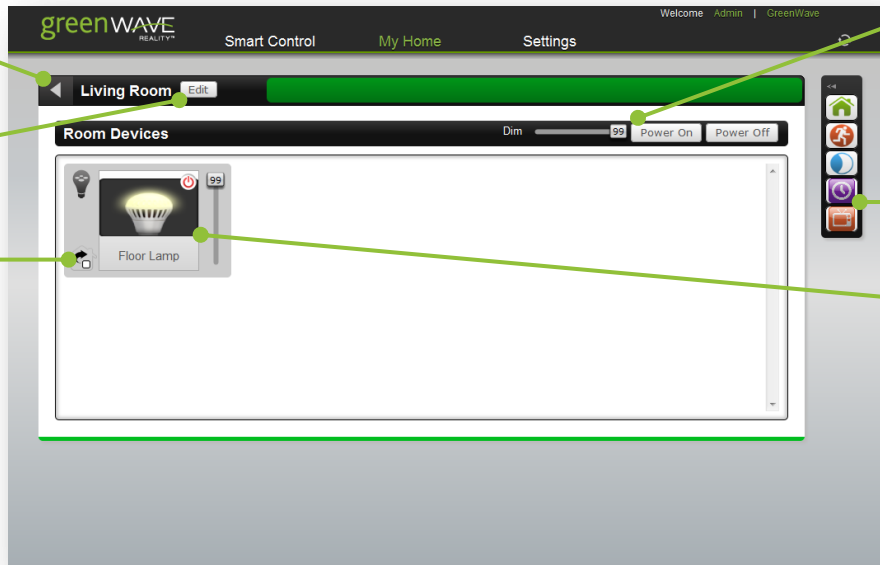 Welcome Admin | GreenWave
greenWAVE
REALITY™
Smart Control My Home Settings
Living Room Edit
Room Devices Dim 99 Power On Power Off
99
Floor Lamp